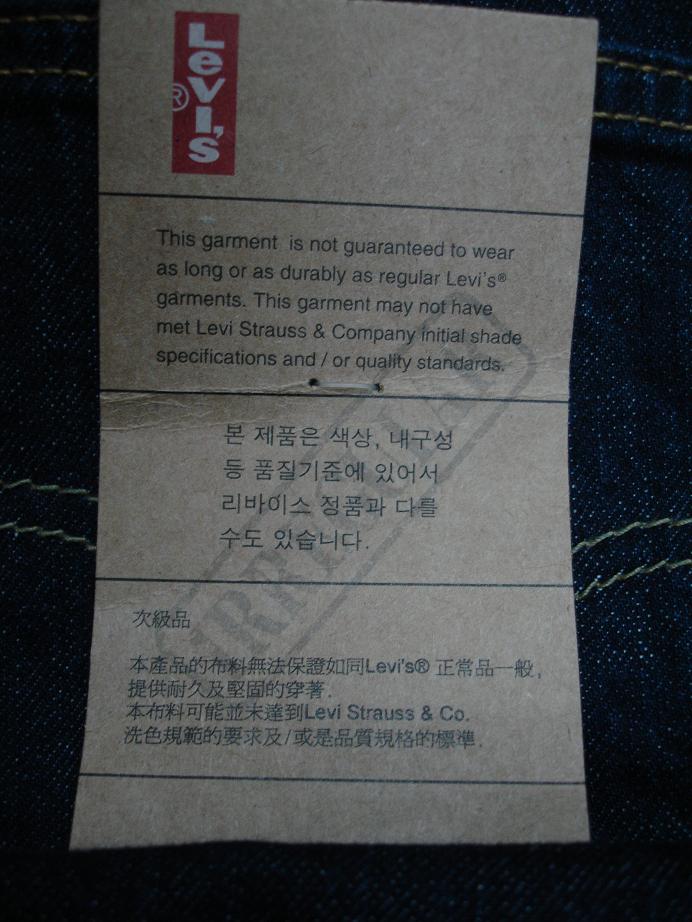 Levi's
®
This garment is not guaranteed to wear
as long or as durably as regular Levi's®
garments. This garment may not have
met Levi Strauss & Company initial shade
specifications and / or quality standards.
IRREGULAR
본 제품은 색상, 내구성
등 품질기준에 있어서
리바이스 정품과 다를
수도 있습니다.
次級品
本產品的布料無法保證如同Levi's® 正常品一般,
提供耐久及堅固的穿著.
本布料可能並未達到Levi Strauss & Co.
洗色規範的要求及/或是品質規格的標準.